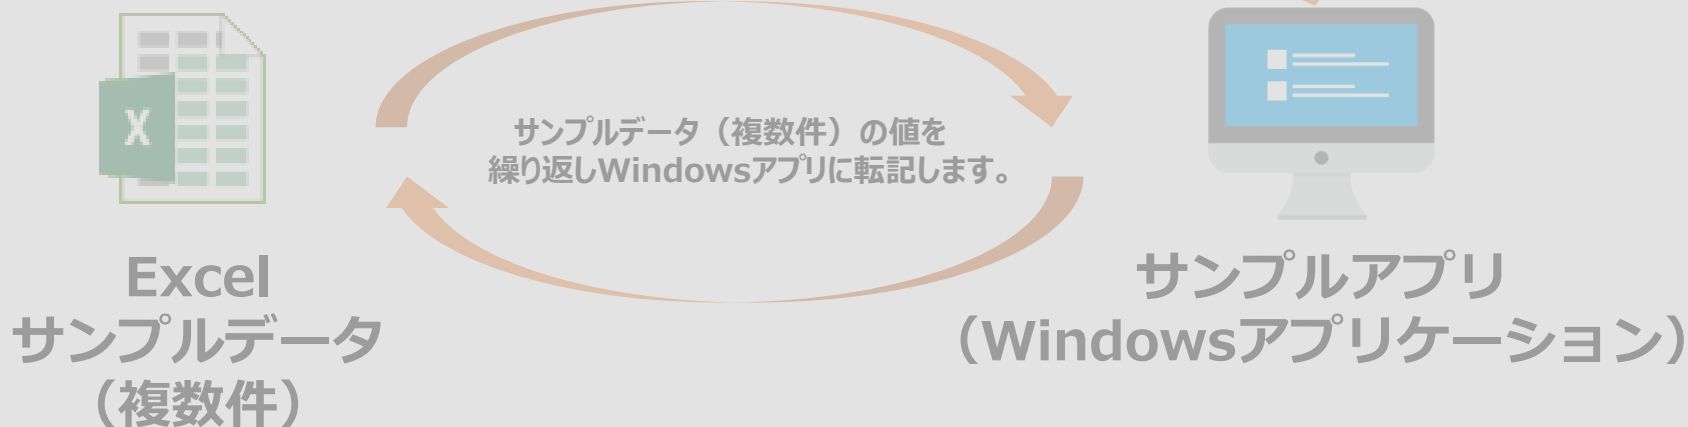 X
サンプルデータ（複数件）の値を
繰り返しWindowsアプリに転記します。
Excel
サンプルデータ
（複数件）
サンプルアプリ
（Windowsアプリケーション）